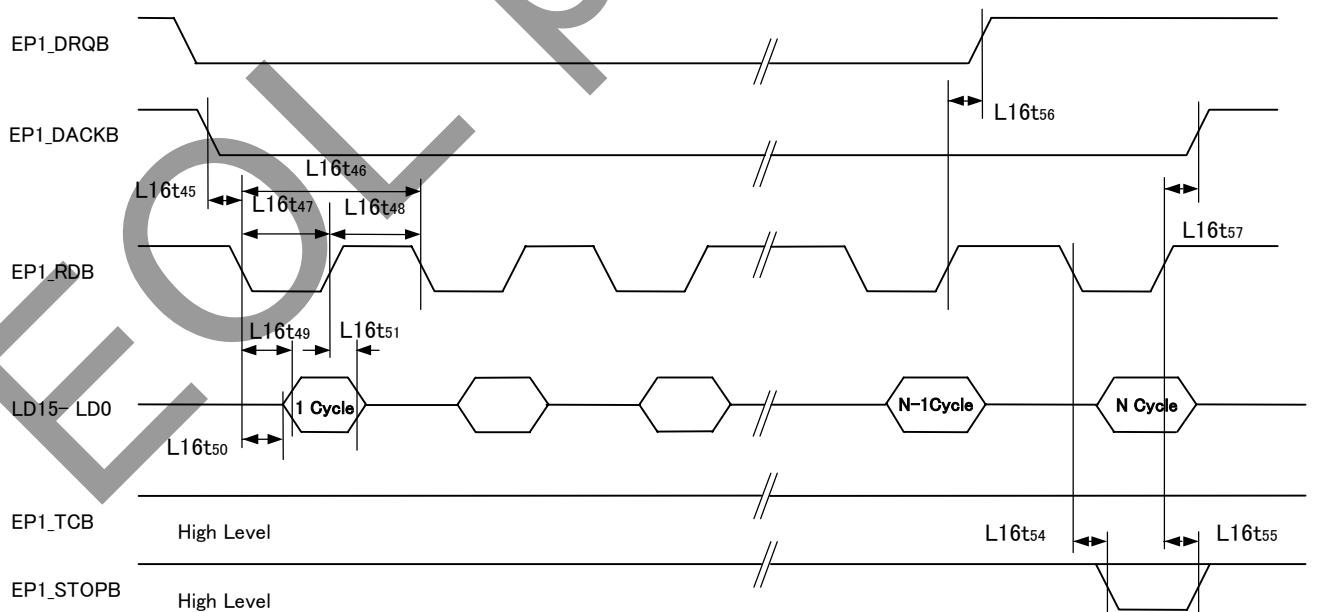 EP1_DRQB
L16t56
EP1_DACKB
L16t46
L16t45
L16t47
L16t48
L16t57
EP1_RDB
L16t49
L16t51
LD15- LD0
1 Cycle
N-1Cycle
N Cycle
L16t50
EP1_TCB
High Level
L16t54
L16t55
EP1_STOPB
High Level
EOL